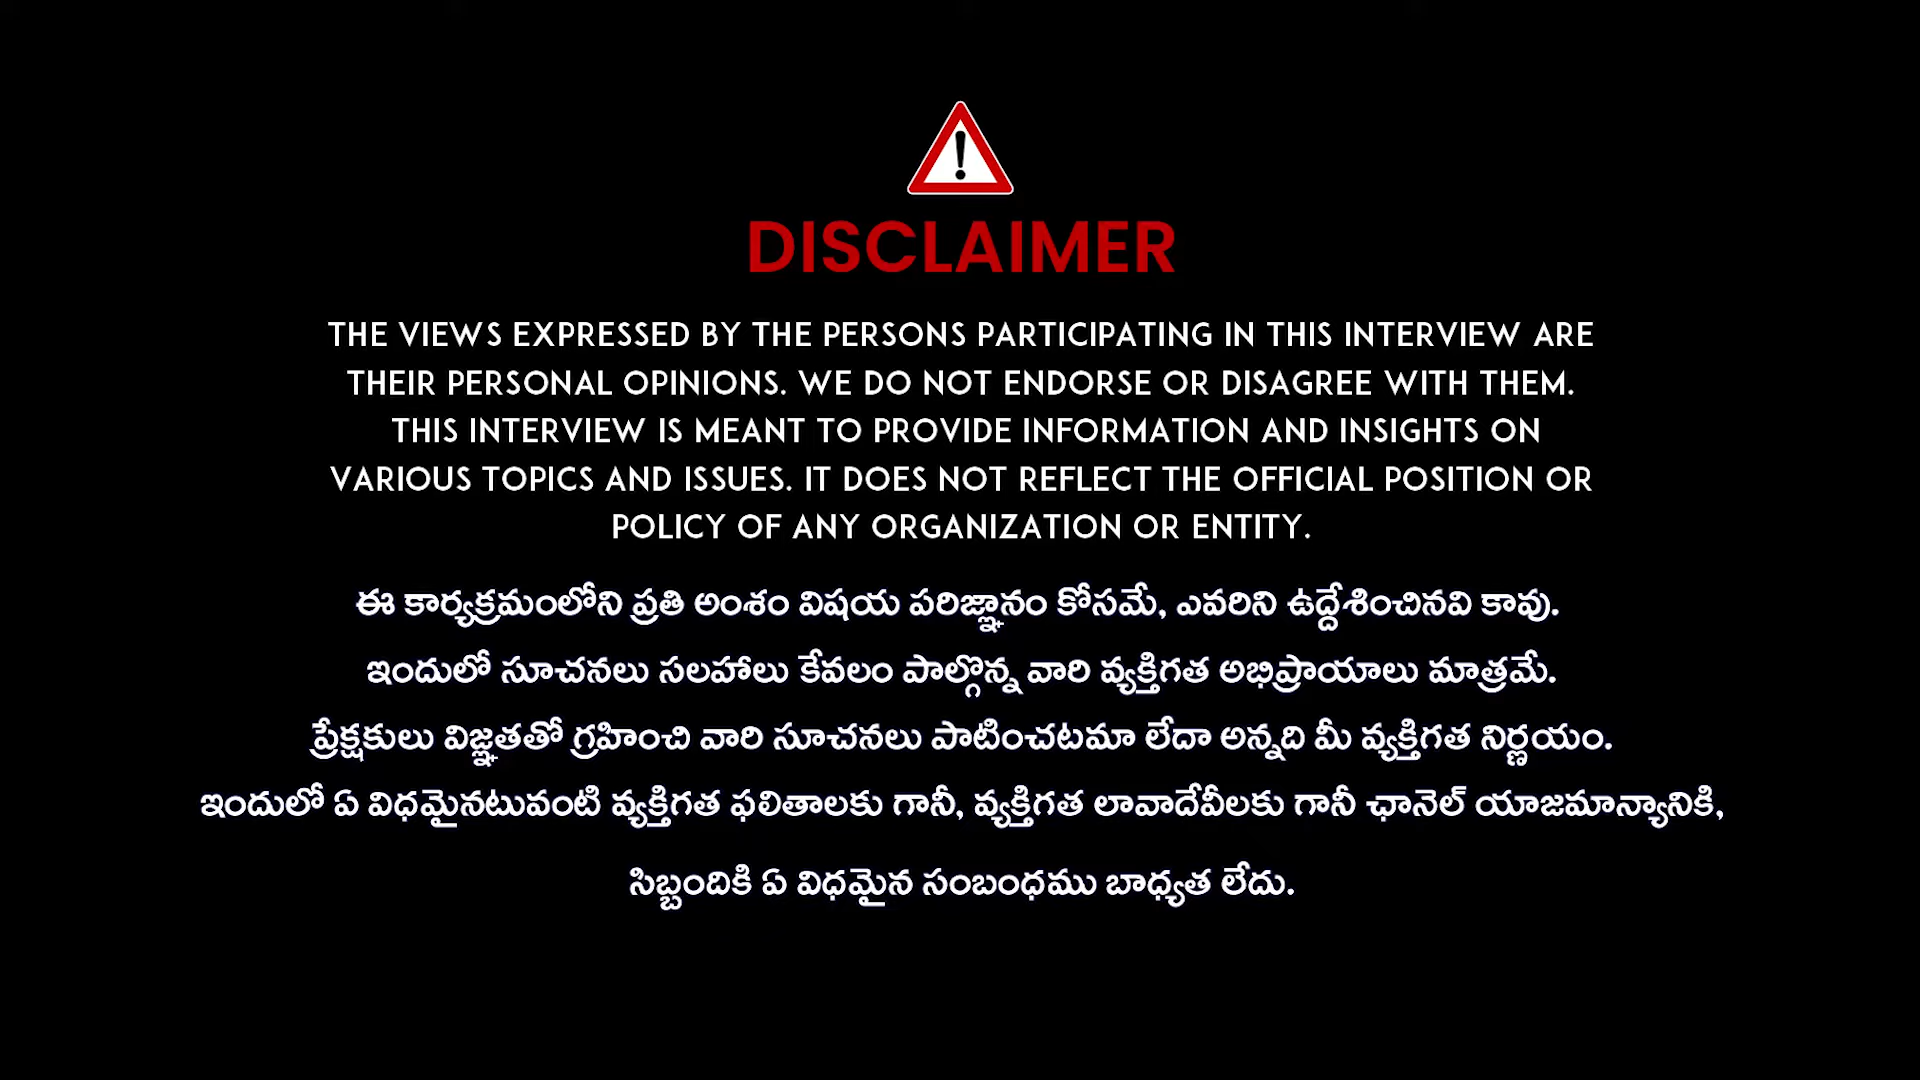 DISCLAIMER
THE VIEWS EXPRESSED BY THE PERSONS PARTICIPATING IN THIS INTERVIEW ARE
THEIR PERSONAL OPINIONS. WE DO NOT ENDORSE OR DISAGREE WITH THEM.
THIS INTERVIEW IS MEANT TO PROVIDE INFORMATION AND INSIGHTS ON
VARIOUS TOPICS AND ISSUES. IT DOES NOT REFLECT THE OFFICIAL POSITION OR
POLICY OF ANY ORGANIZATION OR ENTITY.
ఈ కార్యక్రమంలోని ప్రతి అంశం విషయ పరిజ్ఞానం కోసమే, ఎవరిని ఉద్దేశించినవి కావు.
ఇందులో సూచనలు సలహాలు కేవలం పాల్గొన్న వారి వ్యక్తిగత అభిప్రాయాలు మాత్రమే.
ప్రేక్షకులు విజ్ఞతతో గ్రహించి వారి సూచనలు పాటించటమా లేదా అన్నది మీ వ్యక్తిగత నిర్ణయం.
ఇందులో ఏ విధమైనటువంటి వ్యక్తిగత ఫలితాలకు గానీ, వ్యక్తిగత లావాదేవీలకు గానీ ఛానెల్ యాజమాన్యానికి,
సిబ్బందికి ఏ విధమైన సంబంధము బాధ్యత లేదు.